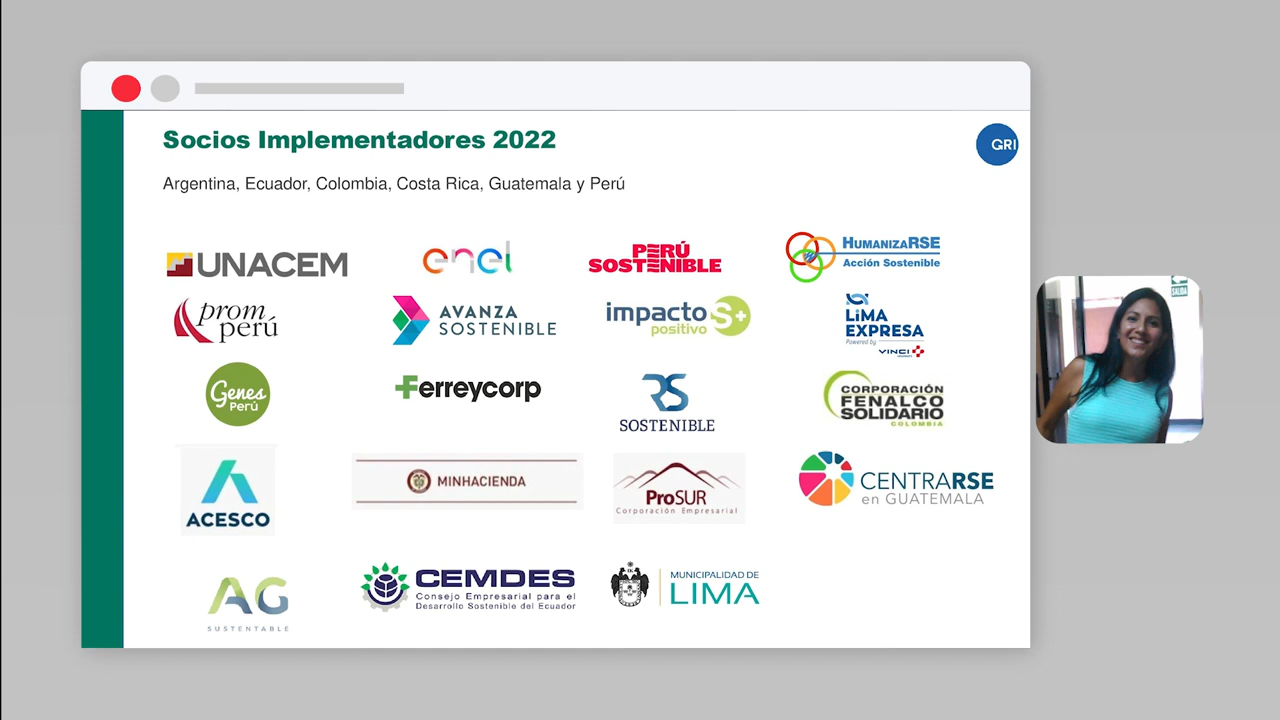 Socios Implementadores 2022
GRI
Argentina, Ecuador, Colombia, Costa Rica, Guatemala y Perú
UNACEM
enel
PERÚ
SOSTENIBLE
HUMANIZARSE
Acción Sostenible
prom
perú
AVANZA
SOSTENIBLE
impacto S+
positivo
LIMA
EXPRESA
Powered by
VINCI
Genes
Perú
Ferreycorp
RS
SOSTENIBLE
CORPORACIÓN
FENALCO
SOLIDARIO
COLOMBIA
ACESCO
MINHACIENDA
ProSUR
Corporación Empresarial
CENTRARSE
en GUATEMALA
AG
SUSTENTABLE
CEMDES
Consejo Empresarial para el
Desarrollo Sostenible del Ecuador
MUNICIPALIDAD DE
LIMA
SALIDA